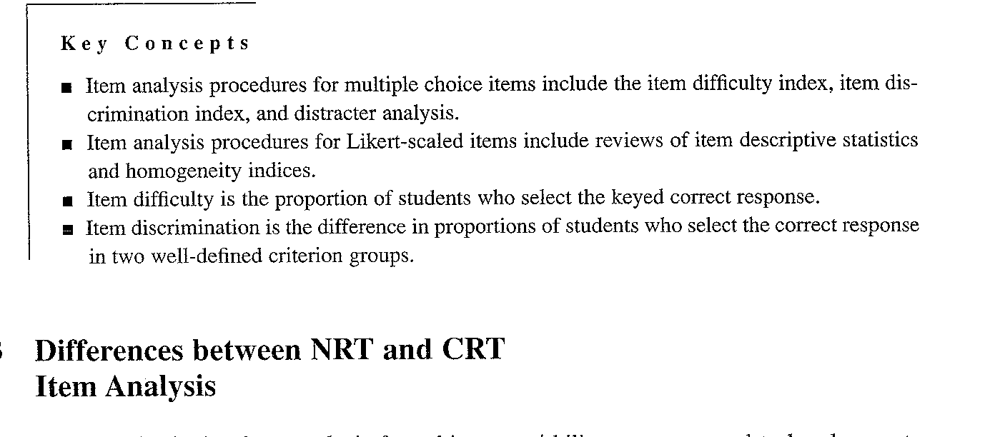 Key Concepts
■ Item analysis procedures for multiple choice items include the item difficulty index, item dis-
crimination index, and distracter analysis.
■ Item analysis procedures for Likert-scaled items include reviews of item descriptive statistics
and homogeneity indices.
■ Item difficulty is the proportion of students who select the keyed correct response.
■ Item discrimination is the difference in proportions of students who select the correct response
in two well-defined criterion groups.
Differences between NRT and CRT
Item Analysis